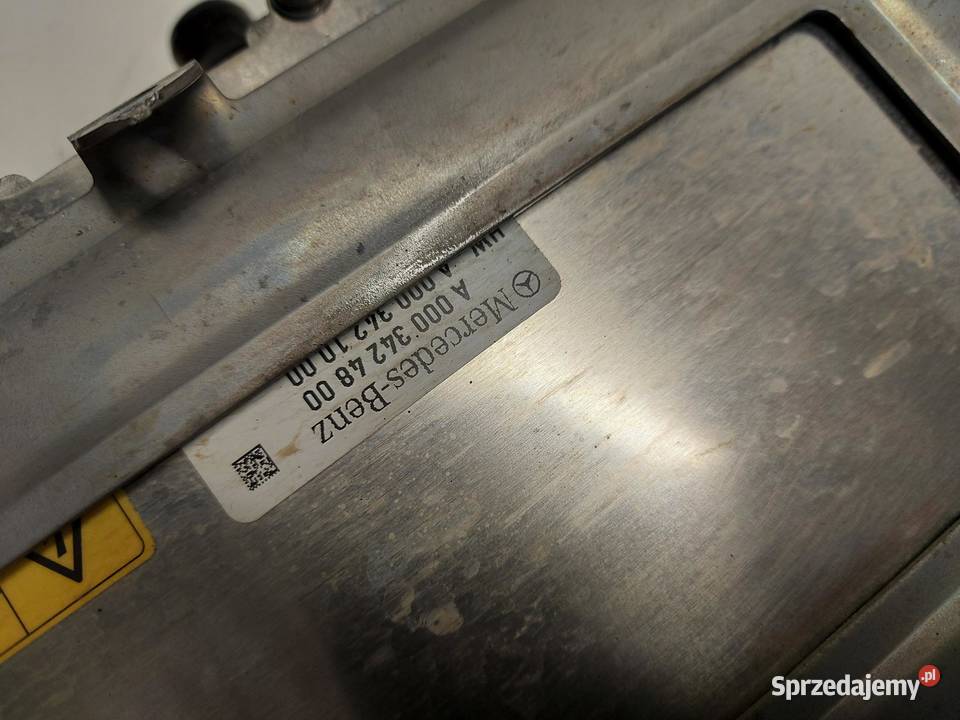 Mercedes-Benz
A 000 342 48 00
HW A 000 342 10 00
Sprzedajemy.pl